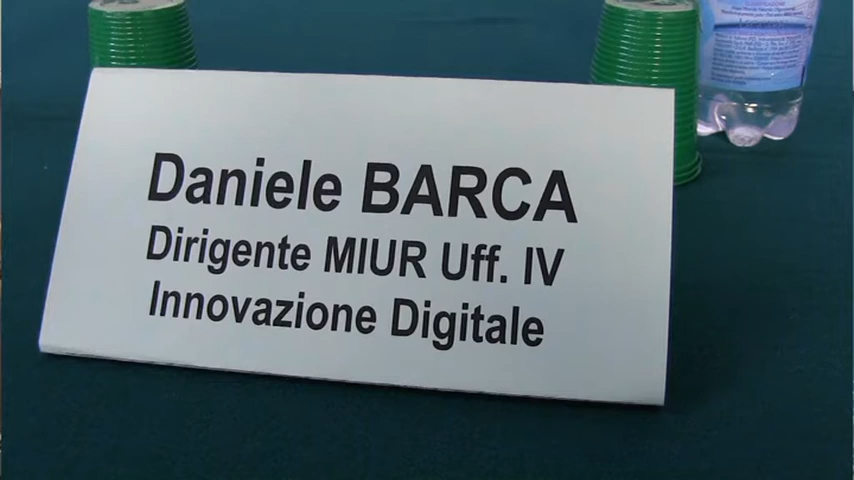 Daniele BARCA
Dirigente MIUR Uff. IV
Innovazione Digitale